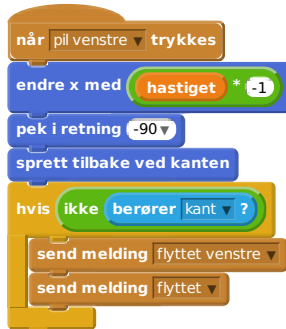 når pil venstre trykkes
endre x med hastiget * -1
pek i retning -90
sprett tilbake ved kanten
hvis ikke berører kant ?
send melding flyttet venstre
send melding flyttet